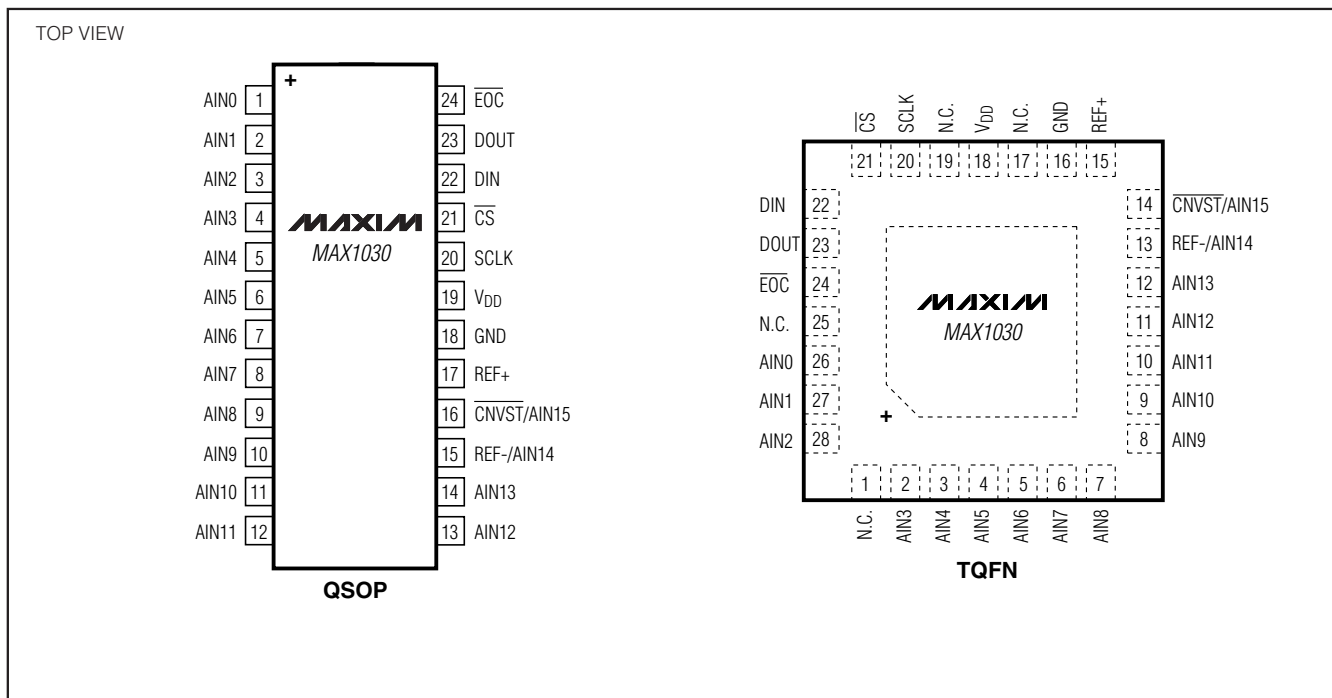 TOP VIEW
+
AIN0 1
AIN1 2
AIN2 3
AIN3 4
AIN4 5
AIN5 6
AIN6 7
AIN7 8
AIN8 9
AIN9 10
AIN10 11
AIN11 12
MAXIM
MAX1030
24 EOC
23 DOUT
22 DIN
21 CS
20 SCLK
19 VDD
18 GND
17 REF+
16 CNVST/AIN15
15 REF-/AIN14
14 AIN13
13 AIN12
QSOP
CS SCLK N.C. VDD N.C. GND REF+
21 20 19 18 17 16 15
DIN 22
DOUT 23
EOC 24
N.C. 25
AIN0 26
AIN1 27
AIN2 28
MAXIM
MAX1030
+
14 CNVST/AIN15
13 REF-/AIN14
12 AIN13
11 AIN12
10 AIN11
9 AIN10
8 AIN9
1 2 3 4 5 6 7
N.C. AIN3 AIN4 AIN5 AIN6 AIN7 AIN8
TQFN